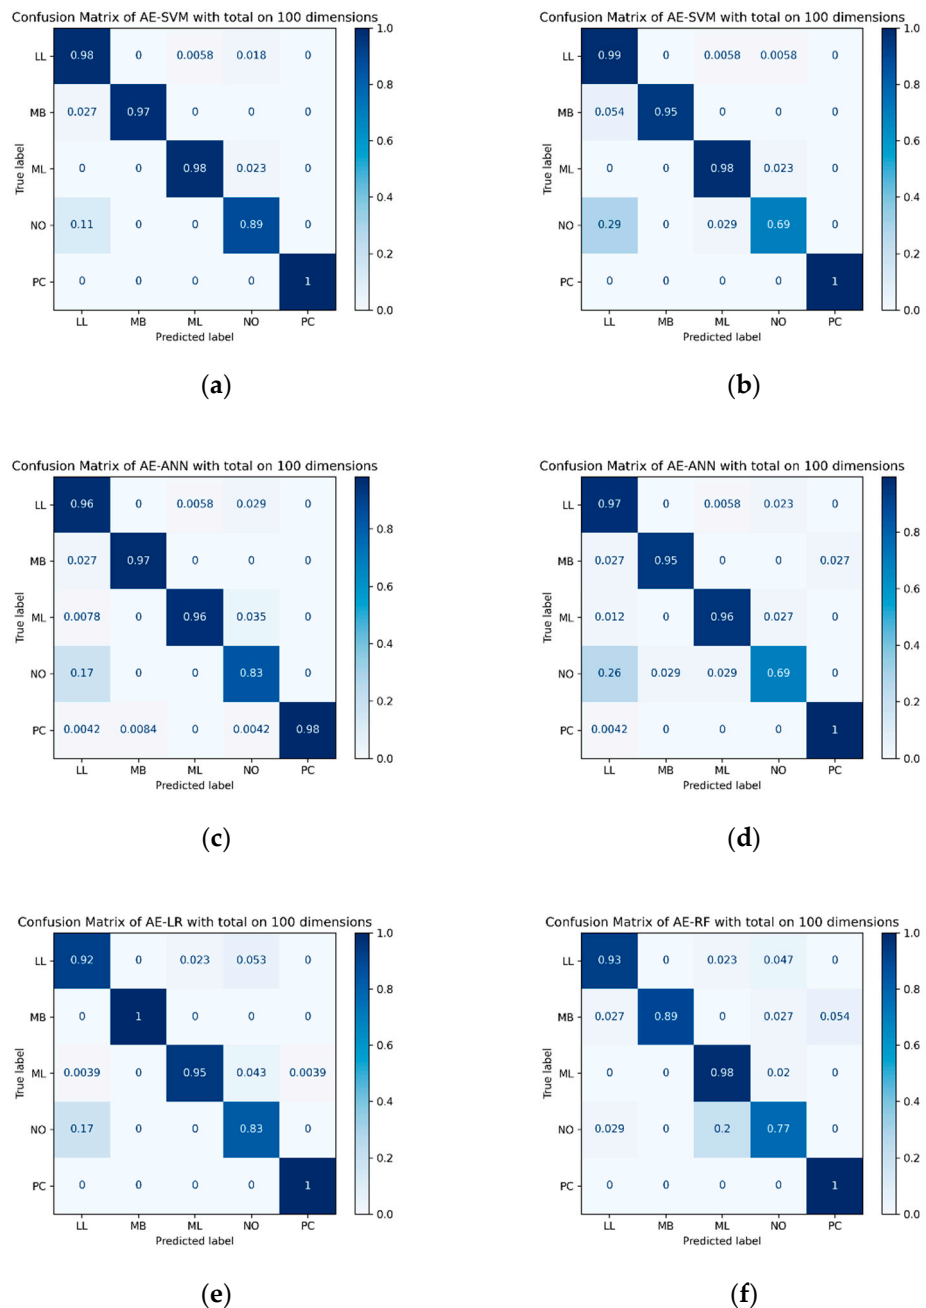 Confusion Matrix of AE-SVM with total on 100 dimensions
LL 0.98 0 0.0058 0.018 0
MB 0.027 0.97 0 0 0
ML 0 0 0.98 0.023 0
NO 0.11 0 0 0.89 0
PC 0 0 0 0 1
LL MB ML NO PC
True label
Predicted label
1.0
0.8
0.6
0.4
0.2
0.0
(a)
Confusion Matrix of AE-SVM with total on 100 dimensions
LL 0.99 0 0.0058 0.0058 0
MB 0.054 0.95 0 0 0
ML 0 0 0.98 0.023 0
NO 0.29 0 0.029 0.69 0
PC 0 0 0 0 1
LL MB ML NO PC
True label
Predicted label
1.0
0.8
0.6
0.4
0.2
0.0
(b)
Confusion Matrix of AE-ANN with total on 100 dimensions
LL 0.96 0 0.0058 0.029 0
MB 0.027 0.97 0 0 0
ML 0.0078 0 0.96 0.035 0
NO 0.17 0 0 0.83 0
PC 0.0042 0.0084 0 0.0042 0.98
LL MB ML NO PC
True label
Predicted label
0.8
0.6
0.4
0.2
0.0
(c)
Confusion Matrix of AE-ANN with total on 100 dimensions
LL 0.97 0 0.0058 0.023 0
MB 0.027 0.95 0 0 0.027
ML 0.012 0 0.96 0.027 0
NO 0.26 0.029 0.029 0.69 0
PC 0.0042 0 0 0 1
LL MB ML NO PC
True label
Predicted label
0.8
0.6
0.4
0.2
0.0
(d)
Confusion Matrix of AE-LR with total on 100 dimensions
LL 0.92 0 0.023 0.053 0
MB 0 1 0 0 0
ML 0.0039 0 0.95 0.043 0.0039
NO 0.17 0 0 0.83 0
PC 0 0 0 0 1
LL MB ML NO PC
True label
Predicted label
1.0
0.8
0.6
0.4
0.2
0.0
(e)
Confusion Matrix of AE-RF with total on 100 dimensions
LL 0.93 0 0.023 0.047 0
MB 0.027 0.89 0 0.027 0.054
ML 0 0 0.98 0.02 0
NO 0.029 0 0.2 0.77 0
PC 0 0 0 0 1
LL MB ML NO PC
True label
Predicted label
1.0
0.8
0.6
0.4
0.2
0.0
(f)